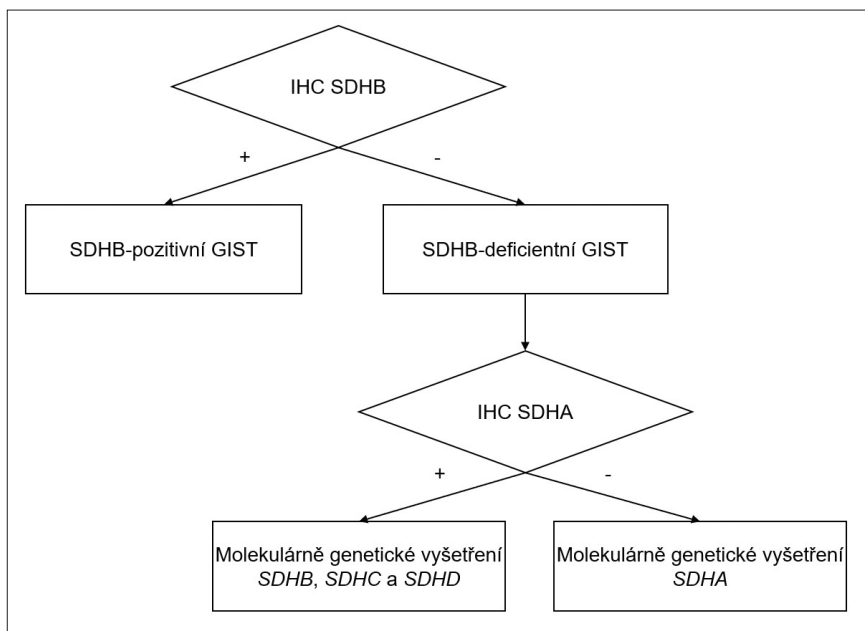 IHC SDHB
+
-
SDHB-pozitivní GIST
SDHB-deficientní GIST
IHC SDHA
+
-
Molekulárně genetické vyšetření
SDHB, SDHC a SDHD
Molekulárně genetické vyšetření
SDHA